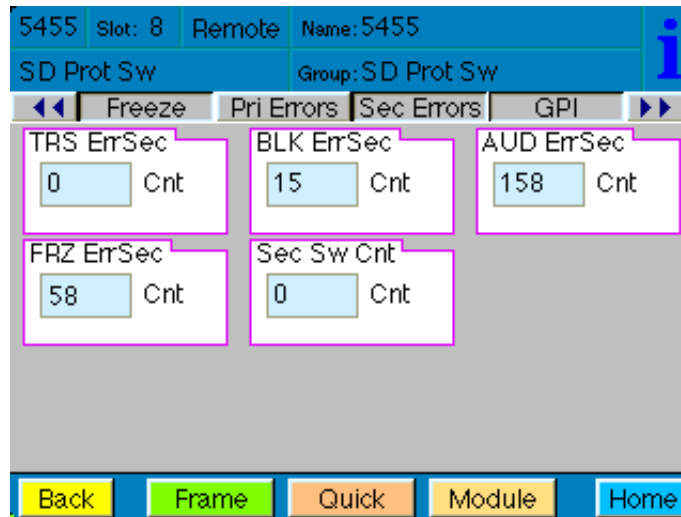 5455 Slot: 8 Remote Name: 5455
SD Prot Sw Group: SD Prot Sw
i
Freeze Pri Errors Sec Errors GPI
TRS ErrSec BLK ErrSec AUD ErrSec
0 Cnt 15 Cnt 158 Cnt
FRZ ErrSec Sec Sw Cnt
58 Cnt 0 Cnt
Back Frame Quick Module Home